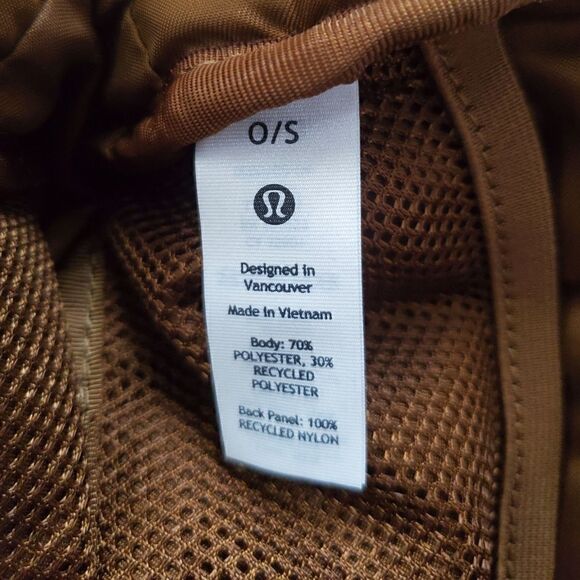 O/S
Designed in
Vancouver
Made in Vietnam
Body: 70%
POLYESTER, 30%
RECYCLED
POLYESTER
Back Panel: 100%
RECYCLED NYLON